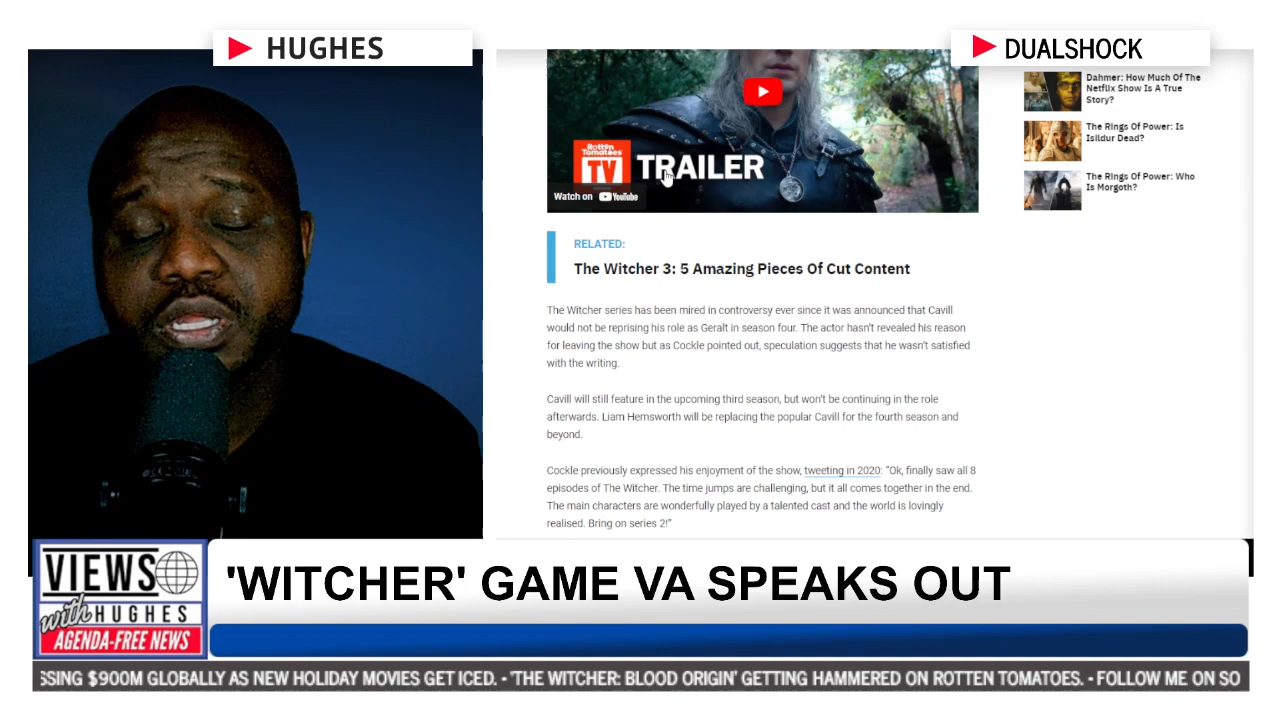 HUGHES
DUALSHOCK
Rotten
Tomatoes
TV TRAILER
Watch on YouTube
Dahmer: How Much Of The
Netflix Show Is A True
Story?
The Rings Of Power: Is
Isildur Dead?
The Rings Of Power: Who
Is Morgoth?
RELATED:
The Witcher 3: 5 Amazing Pieces Of Cut Content
The Witcher series has been mired in controversy ever since it was announced that Cavill
would not be reprising his role as Geralt in season four. The actor hasn't revealed his reason
for leaving the show but as Cockle pointed out, speculation suggests that he wasn't satisfied
with the writing.
Cavill will still feature in the upcoming third season, but won't be continuing in the role
afterwards. Liam Hemsworth will be replacing the popular Cavill for the fourth season and
beyond.
Cockle previously expressed his enjoyment of the show, tweeting in 2020: “Ok, finally saw all 8
episodes of The Witcher. The time jumps are challenging, but it all comes together in the end.
The main characters are wonderfully played by a talented cast and the world is lovingly
realised. Bring on series 2!”
VIEWS
with HUGHES
AGENDA-FREE NEWS
'WITCHER' GAME VA SPEAKS OUT
SSING $900M GLOBALLY AS NEW HOLIDAY MOVIES GET ICED. • 'THE WITCHER: BLOOD ORIGIN' GETTING HAMMERED ON ROTTEN TOMATOES. • FOLLOW ME ON SO